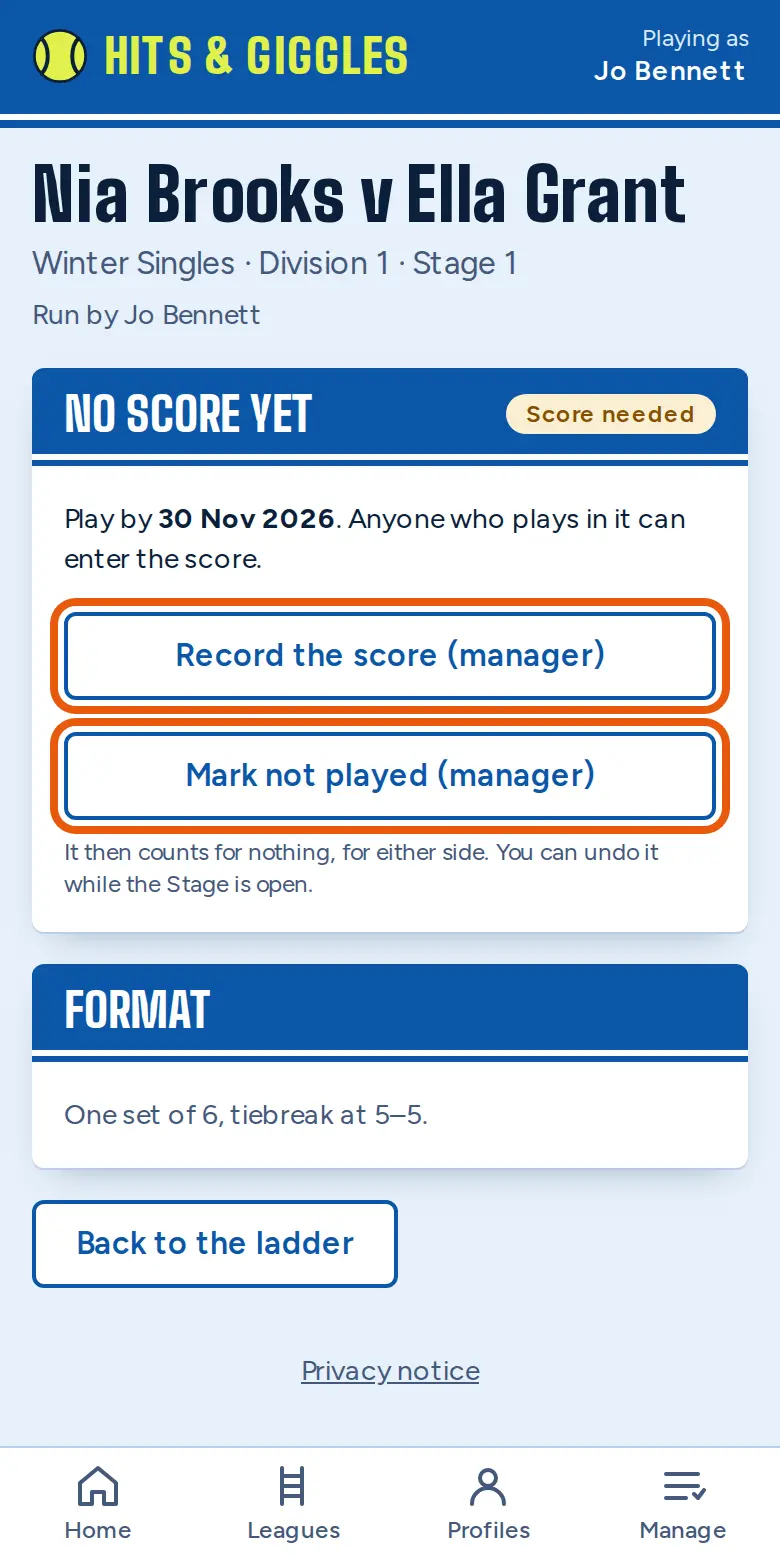 HITS & GIGGLES
Playing as
Jo Bennett
Nia Brooks v Ella Grant
Winter Singles · Division 1 · Stage 1
Run by Jo Bennett
NO SCORE YET
Score needed
Play by 30 Nov 2026. Anyone who plays in it can
enter the score.
Record the score (manager)
Mark not played (manager)
It then counts for nothing, for either side. You can undo it
while the Stage is open.
FORMAT
One set of 6, tiebreak at 5–5.
Back to the ladder
Privacy notice
Home
Leagues
Profiles
Manage